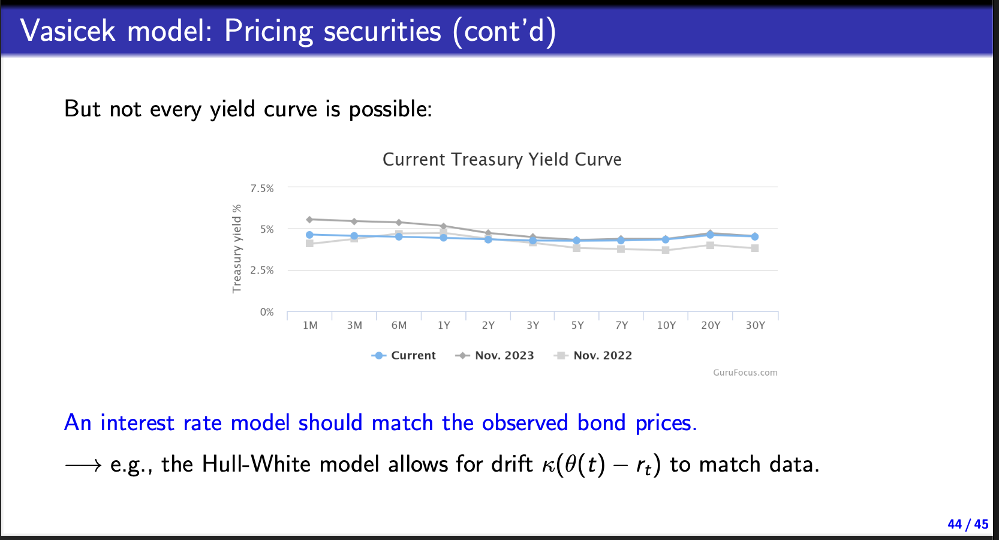 Vasicek model: Pricing securities (cont'd)
But not every yield curve is possible:
Current Treasury Yield Curve
Treasury yield %
7.5%
5%
2.5%
0%
1M 3M 6M 1Y 2Y 3Y 5Y 7Y 10Y 20Y 30Y
Current Nov. 2023 Nov. 2022
GuruFocus.com
An interest rate model should match the observed bond prices.
⟶ e.g., the Hull-White model allows for drift κ(θ(t) − r_t) to match data.
44 / 45